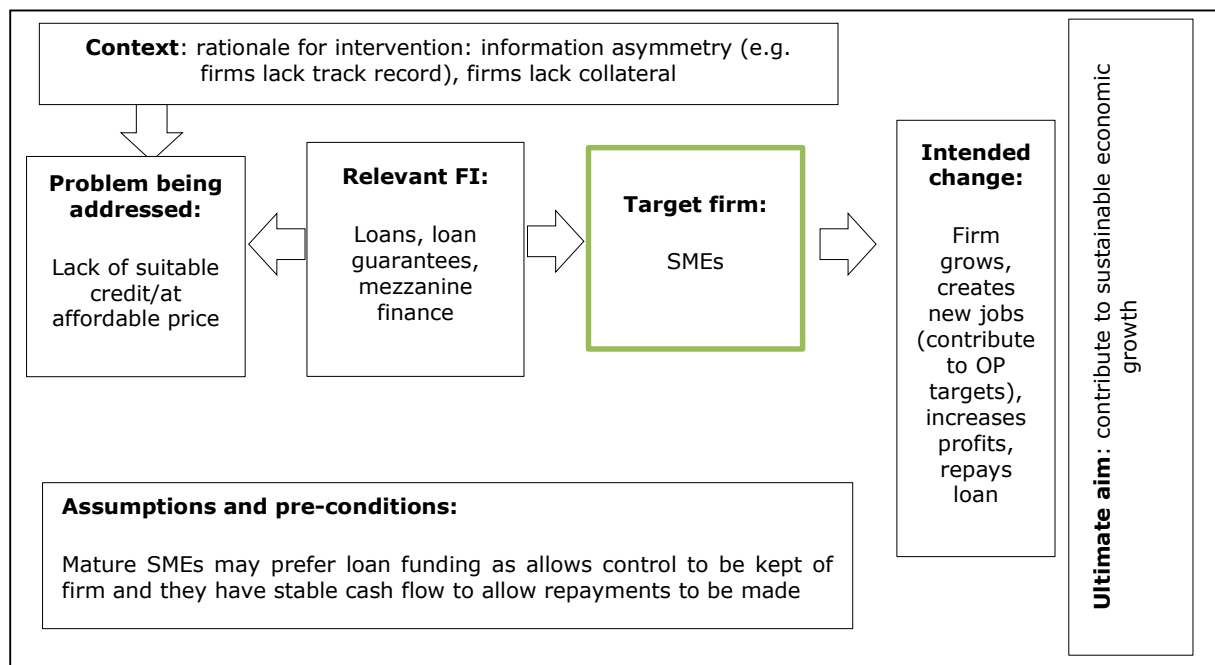 Context: rationale for intervention: information asymmetry (e.g.
firms lack track record), firms lack collateral
Problem being
addressed:
Lack of suitable
credit/at
affordable price
Relevant FI:
Loans, loan
guarantees,
mezzanine
finance
Target firm:
SMEs
Intended
change:
Firm
grows,
creates
new jobs
(contribute
to OP
targets),
increases
profits,
repays
loan
Ultimate aim: contribute to sustainable economic
growth
Assumptions and pre-conditions:
Mature SMEs may prefer loan funding as allows control to be kept of
firm and they have stable cash flow to allow repayments to be made